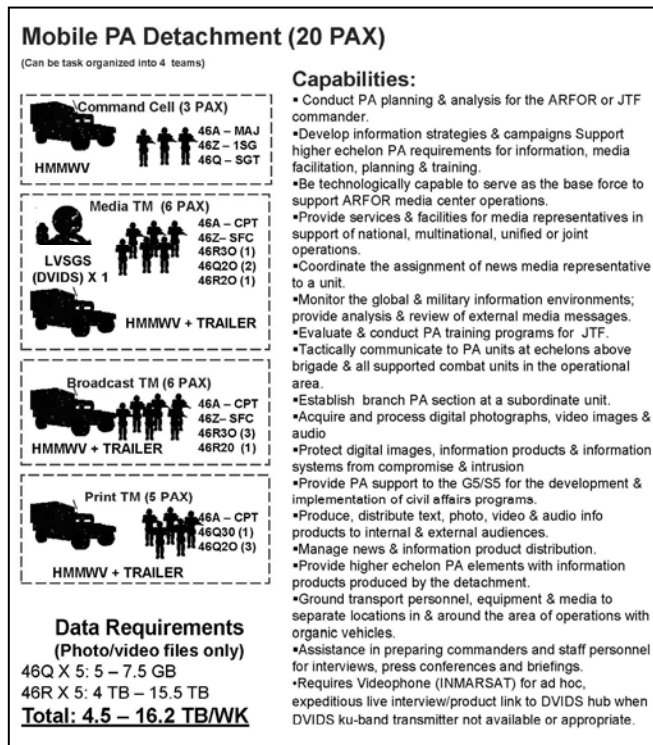 Mobile PA Detachment (20 PAX)
(Can be task organized into 4 teams)
Command Cell (3 PAX)
46A – MAJ
46Z – 1SG
46Q – SGT
HMMWV
Media TM (6 PAX)
46A – CPT
46Z– SFC
46R3O (1)
46Q2O (2)
46R2O (1)
LVSGS
(DVIDS) X 1
HMMWV + TRAILER
Broadcast TM (6 PAX)
46A – CPT
46Z– SFC
46R3O (3)
46R20 (1)
HMMWV + TRAILER
Print TM (5 PAX)
46A – CPT
46Q30 (1)
46Q2O (3)
HMMWV + TRAILER
Data Requirements
(Photo/video files only)
46Q X 5: 5 – 7.5 GB
46R X 5: 4 TB – 15.5 TB
Total: 4.5 – 16.2 TB/WK
Capabilities:
▪ Conduct PA planning & analysis for the ARFOR or JTF
commander.
▪Develop information strategies & campaigns Support
higher echelon PA requirements for information, media
facilitation, planning & training.
▪Be technologically capable to serve as the base force to
support ARFOR media center operations.
▪Provide services & facilities for media representatives in
support of national, multinational, unified or joint
operations.
▪Coordinate the assignment of news media representative
to a unit.
▪Monitor the global & military information environments;
provide analysis & review of external media messages.
▪Evaluate & conduct PA training programs for JTF.
▪Tactically communicate to PA units at echelons above
brigade & all supported combat units in the operational
area.
▪Establish branch PA section at a subordinate unit.
▪Acquire and process digital photographs, video images &
audio
▪Protect digital images, information products & information
systems from compromise & intrusion
▪Provide PA support to the G5/S5 for the development &
implementation of civil affairs programs.
▪Produce, distribute text, photo, video & audio info
products to internal & external audiences.
▪Manage news & information product distribution.
▪Provide higher echelon PA elements with information
products produced by the detachment.
▪Ground transport personnel, equipment & media to
separate locations in & around the area of operations with
organic vehicles.
▪Assistance in preparing commanders and staff personnel
for interviews, press conferences and briefings.
•Requires Videophone (INMARSAT) for ad hoc,
expeditious live interview/product link to DVIDS hub when
DVIDS ku-band transmitter not available or appropriate.